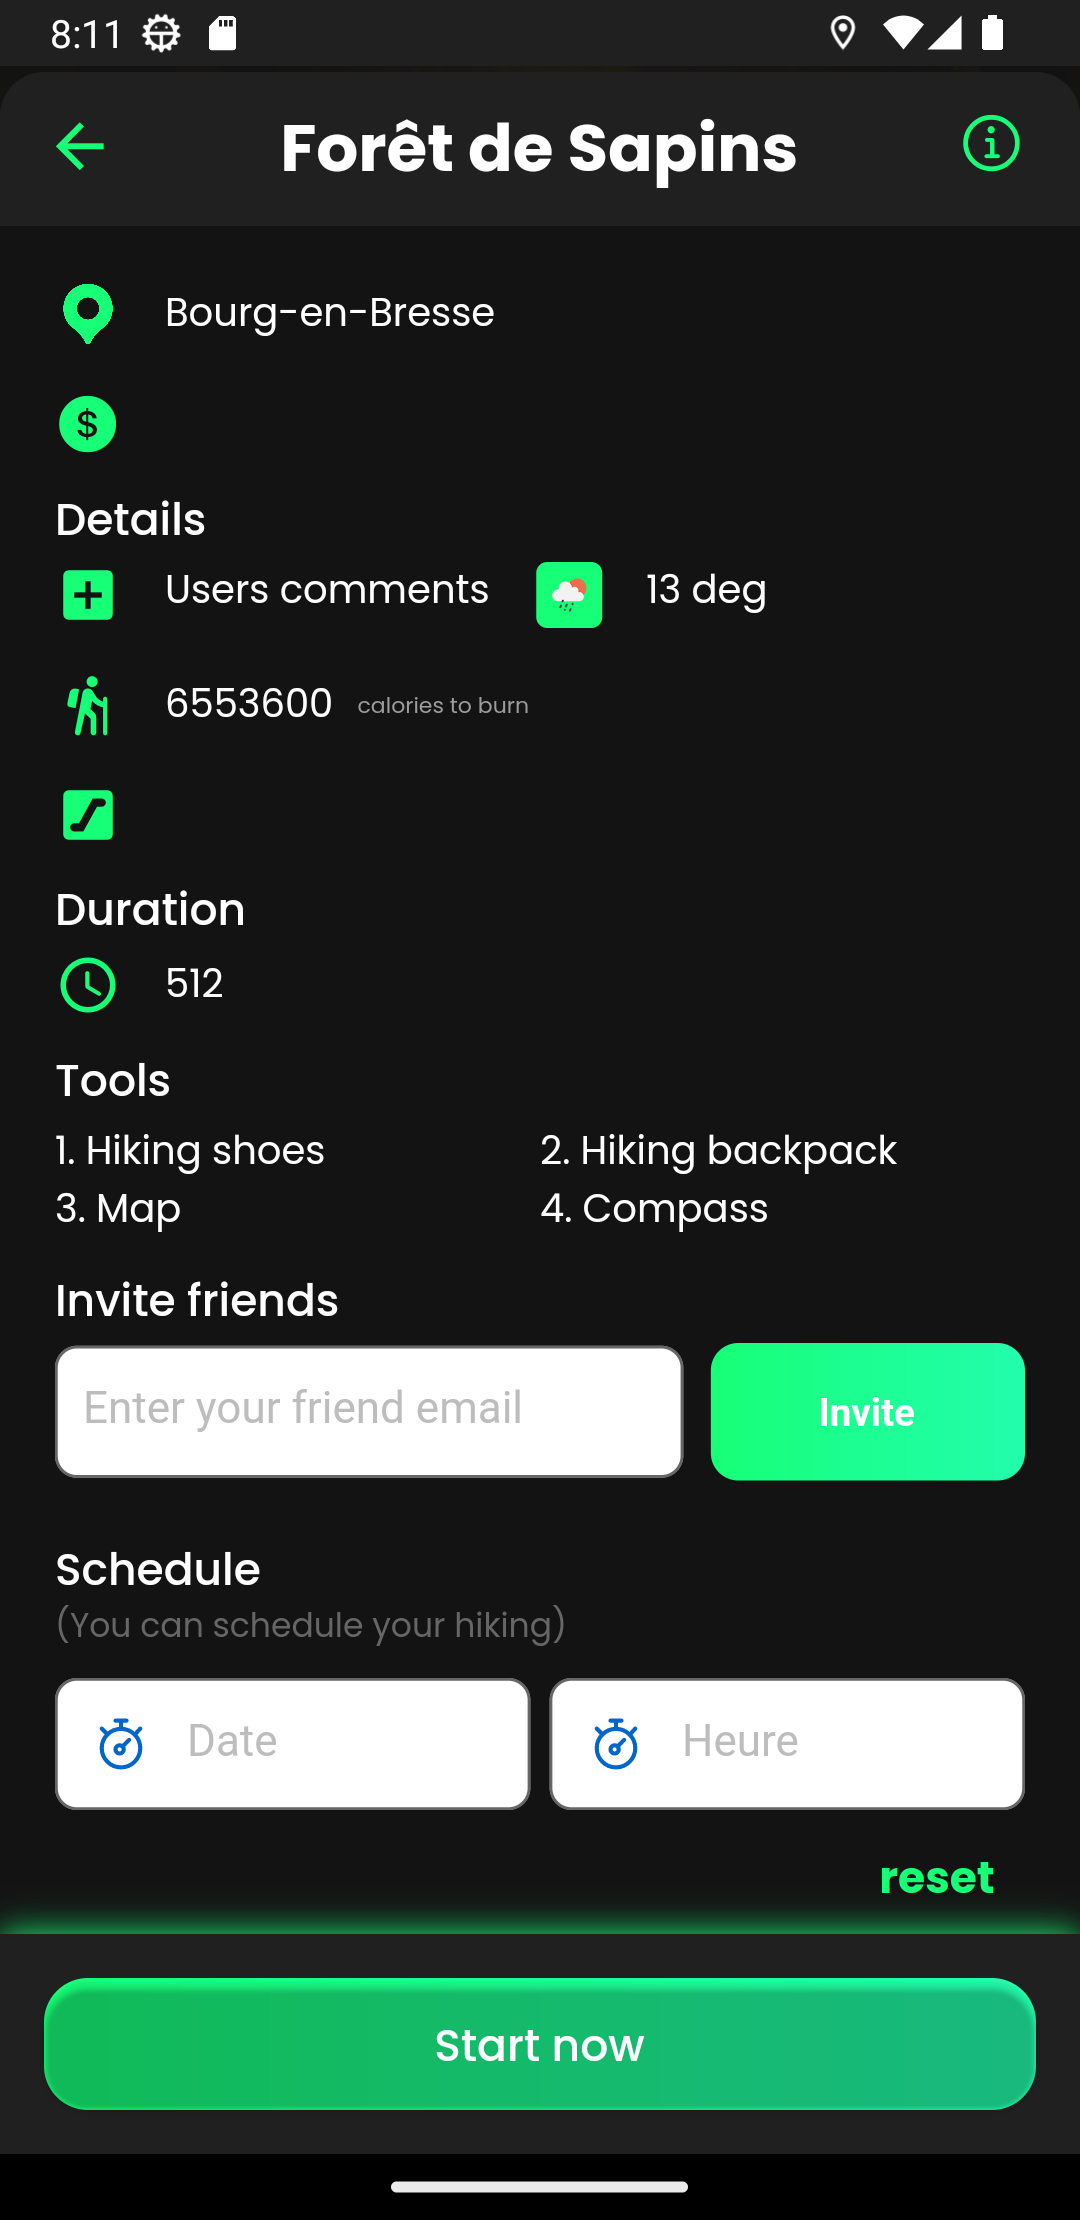 8:11
Forêt de Sapins
Bourg-en-Bresse
$
Details
Users comments 13 deg
6553600 calories to burn
Duration
512
Tools
1. Hiking shoes 2. Hiking backpack
3. Map 4. Compass
Invite friends
Enter your friend email Invite
Schedule
(You can schedule your hiking)
Date Heure
reset
Start now